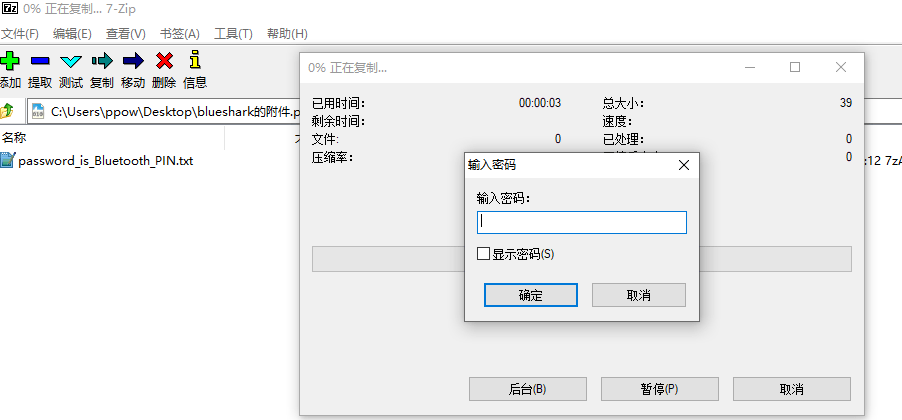 7z 0% 正在复制... 7-Zip
文件(F) 编辑(E) 查看(V) 书签(A) 工具(T) 帮助(H)
添加 提取 测试 复制 移动 删除 信息
C:\Users\ppow\Desktop\blueshark的附件.p
名称
password_is_Bluetooth_PIN.txt
:12 7zA
0% 正在复制...
已用时间: 00:00:03 总大小: 39
剩余时间: 速度:
文件: 0 已处理: 0
压缩率: 0
输入密码
输入密码:
显示密码(S)
确定 取消
后台(B) 暂停(P) 取消